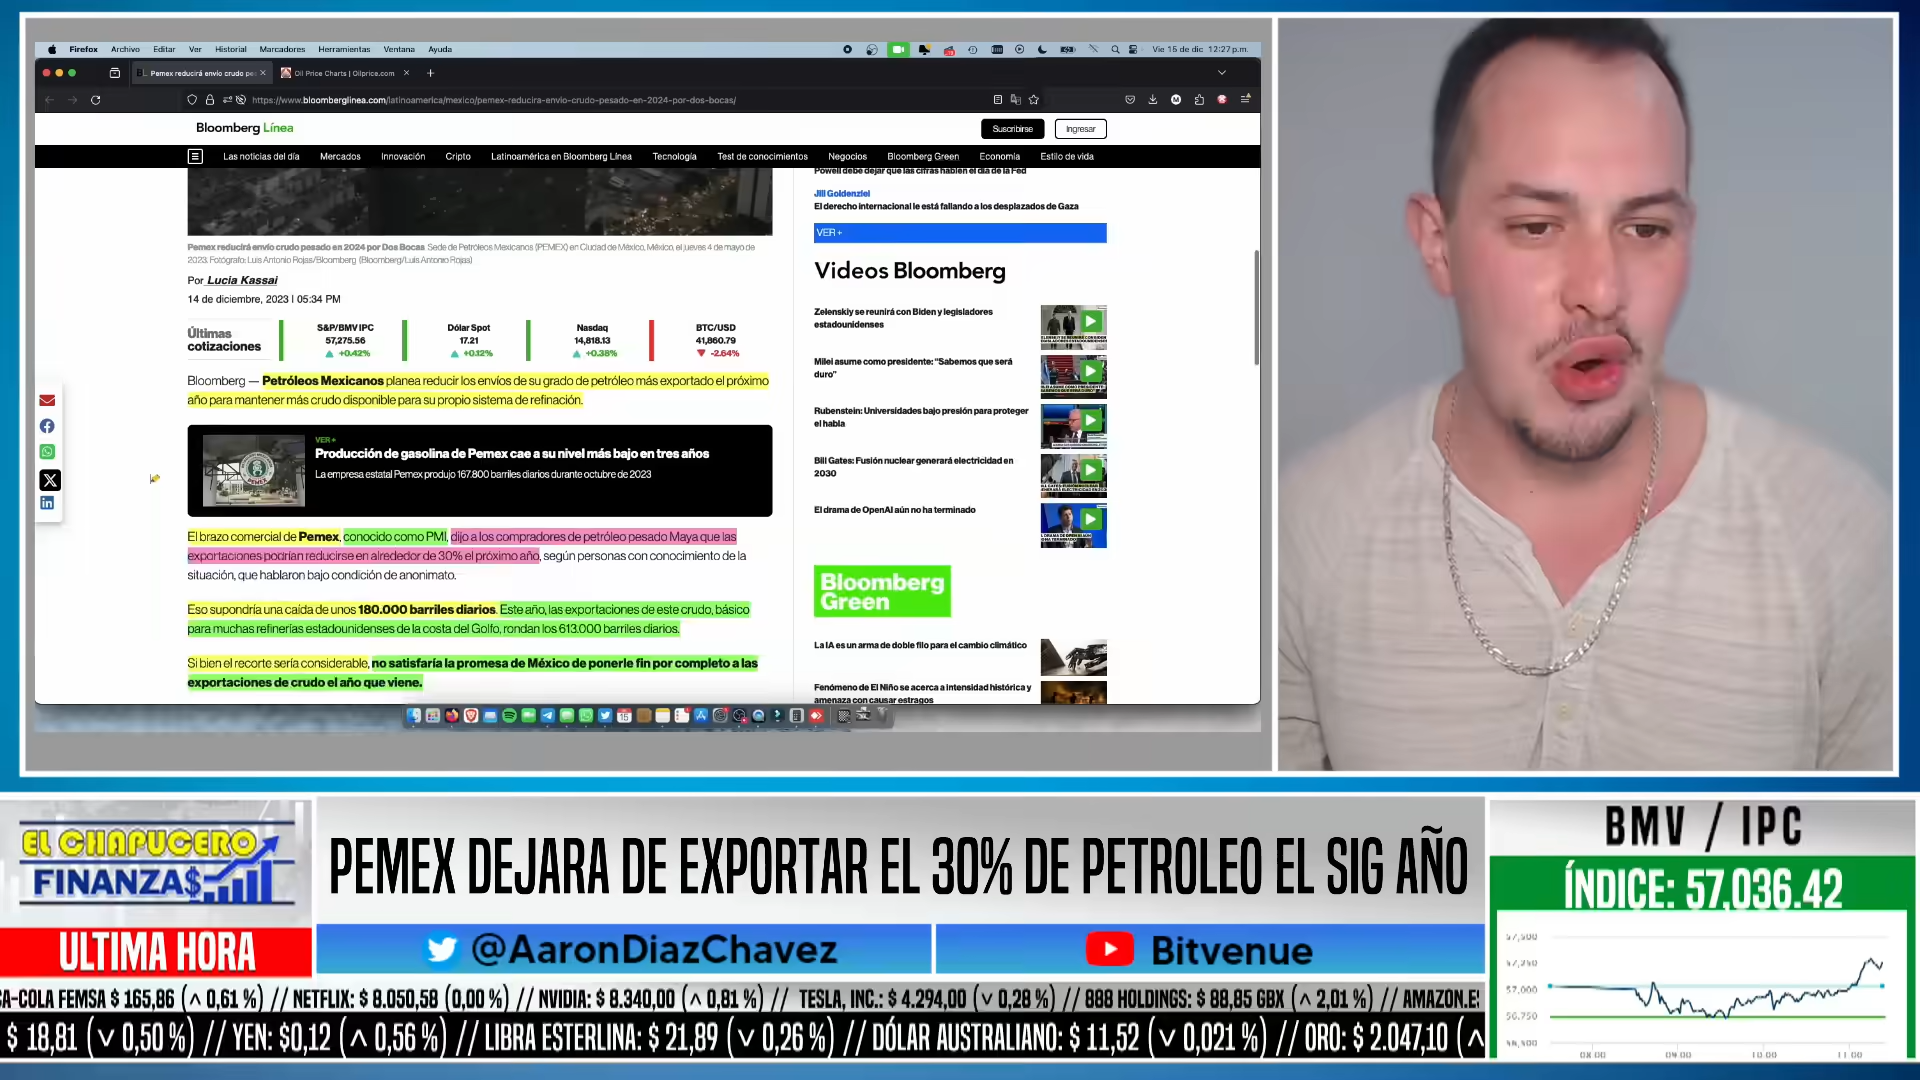 Firefox Archivo Editar Ver Historial Marcadores Herramientas Ventana Ayuda
Vie 15 de dic 12:27 p.m.
Pemex reducirá envío crudo pe
Oil Price Charts | Oilprice.com
https://www.bloomberglinea.com/latinoamerica/mexico/pemex-reducira-envio-crudo-pesado-en-2024-por-dos-bocas/
Bloomberg Línea
Suscribirse
Ingresar
Las noticias del día Mercados Innovación Cripto Latinoamérica en Bloomberg Línea Tecnología Test de conocimientos Negocios Bloomberg Green Economía Estilo de vida
Pemex reducirá envío crudo pesado en 2024 por Dos Bocas Sede de Petróleos Mexicanos (PEMEX) en Ciudad de México, México, el jueves 4 de mayo de
2023. Fotógrafo: Luis Antonio Rojas/Bloomberg (Bloomberg/Luis Antonio Rojas)
Por Lucia Kassai
14 de diciembre, 2023 | 05:34 PM
Últimas
cotizaciones
S&P/BMV IPC
57,275.56
+0.42%
Dólar Spot
17.21
+0.12%
Nasdaq
14,818.13
+0.38%
BTC/USD
41,860.79
-2.64%
Bloomberg — Petróleos Mexicanos planea reducir los envíos de su grado de petróleo más exportado el próximo
año para mantener más crudo disponible para su propio sistema de refinación.
VER +
Producción de gasolina de Pemex cae a su nivel más bajo en tres años
La empresa estatal Pemex produjo 167.800 barriles diarios durante octubre de 2023
El brazo comercial de Pemex, conocido como PMI, dijo a los compradores de petróleo pesado Maya que las
exportaciones podrían reducirse en alrededor de 30% el próximo año, según personas con conocimiento de la
situación, que hablaron bajo condición de anonimato.
Eso supondría una caída de unos 180.000 barriles diarios. Este año, las exportaciones de este crudo, básico
para muchas refinerías estadounidenses de la costa del Golfo, rondan los 613.000 barriles diarios.
Si bien el recorte sería considerable, no satisfaría la promesa de México de ponerle fin por completo a las
exportaciones de crudo el año que viene.
Powell debe dejar que las cifras hablen el día de la Fed
Jill Goldenziel
El derecho internacional le está fallando a los desplazados de Gaza
VER +
Videos Bloomberg
Zelenskiy se reunirá con Biden y legisladores
estadounidenses
Milei asume como presidente: "Sabemos que será
duro"
Rubenstein: Universidades bajo presión para proteger
el habla
Bill Gates: Fusión nuclear generará electricidad en
2030
El drama de OpenAI aún no ha terminado
Bloomberg
Green
La IA es un arma de doble filo para el cambio climático
Fenómeno de El Niño se acerca a intensidad histórica y
amenaza con causar estragos
EL CHAPUCERO
FINANZA$
ULTIMA HORA
PEMEX DEJARA DE EXPORTAR EL 30% DE PETROLEO EL SIG AÑO
@AaronDiazChavez
Bitvenue
BMV / IPC
ÍNDICE: 57,036.42
57,500
57,250
57,000
56,750
56,500
08:00 09:00 10:00 11:00
A-COLA FEMSA $ 165,86 (^ 0,61 %) // NETFLIX: $ 8.050,58 (0,00 %) // NVIDIA: $ 8.340,00 (^ 0,81 %) // TESLA, INC.: $ 4.294,00 (v 0,28 %) // 888 HOLDINGS: $ 88,85 GBX (^ 2,01 %) // AMAZON.E
$ 18,81 (v 0,50 %) // YEN: $0,12 (^ 0,56 %) // LIBRA ESTERLINA: $ 21,89 (v 0,26 %) // DÓLAR AUSTRALIANO: $ 11,52 (v 0,021 %) // ORO: $ 2.047,10 (^